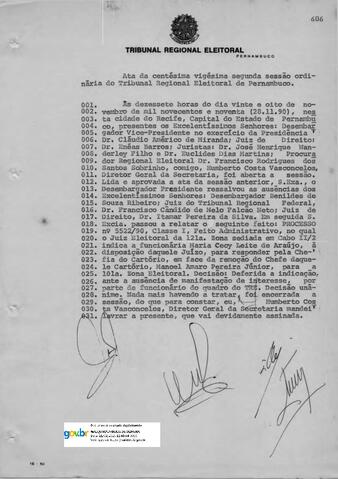 606
TRIBUNAL REGIONAL ELEITORAL
PERNAMBUCO
Ata da centésima vigésima segunda sessão ordi-
nária do Tribunal Regional Eleitoral de Pernambuco.
001. Às dezessete horas do dia vinte e oito de no-
002. vembro de mil novecentos e noventa (28.11.90), nes
003. ta cidade do Recife, Capital do Estado de Pernambu
004. co, presentes os Excelentíssimos Senhores: Desembar
005. gador Vice-Presidente no exercício da Presidência
006. Dr. Cláudio Américo de Miranda; Juiz de Direito:
007. Dr. Enéas Barros; Juristas: Dr. José Henrique Wan-
008. derley Filho e Dr. Euclides Dias Martins; Procura
009. dor Regional Eleitoral Dr. Francisco Rodrigues dos
010. Santos Sobrinho, comigo, Humberto Costa Vasconcelos,
011. Diretor Geral da Secretaria, foi aberta a sessão.
012. Lida e aprovada a ata da sessão anterior, S.Exa., o
013. Desembargador Presidente ressalvou as ausências dos
014. Excelentíssimos Senhores: Desembargador Benildes de
015. Souza Ribeiro; Juiz do Tribunal Regional Federal,
016. Dr. Francisco Cândido de Melo Falcão Neto; Juiz de
017. Direito, Dr. Itamar Pereira da Silva. Em seguida S.
018. Excia. passou a relatar o seguinte feito: PROCESSO
019. nº 5522/90, Classe I, Feito Administrativo, no qual
020. o Juiz Eleitoral da 121a. Zona sediada em Cabo II/2
021. indica a funcionária Maria Cecy Leite de Araújo, à
022. disposição daquele Juízo, para responder pela Che-
023. fia do Cartório, em face da remoção do Chefe daque-
024. le Cartório, Manoel Amaro Pereira Júnior, para a
025. 101a. Zona Eleitoral. Decisão: Deferida a indicação,
026. ante a ausência de manifestação de interesse, por
027. parte de funcionário do quadro do TRE. Decisão unâ-
028. nime. Nada mais havendo a tratar, foi encerrada a
029. sessão, do que para constar, eu, Humberto Cos
030. ta Vasconcelos, Diretor Geral da Secretaria mandei
031. lavrar a presente, que vai devidamente assinada.
gov.br